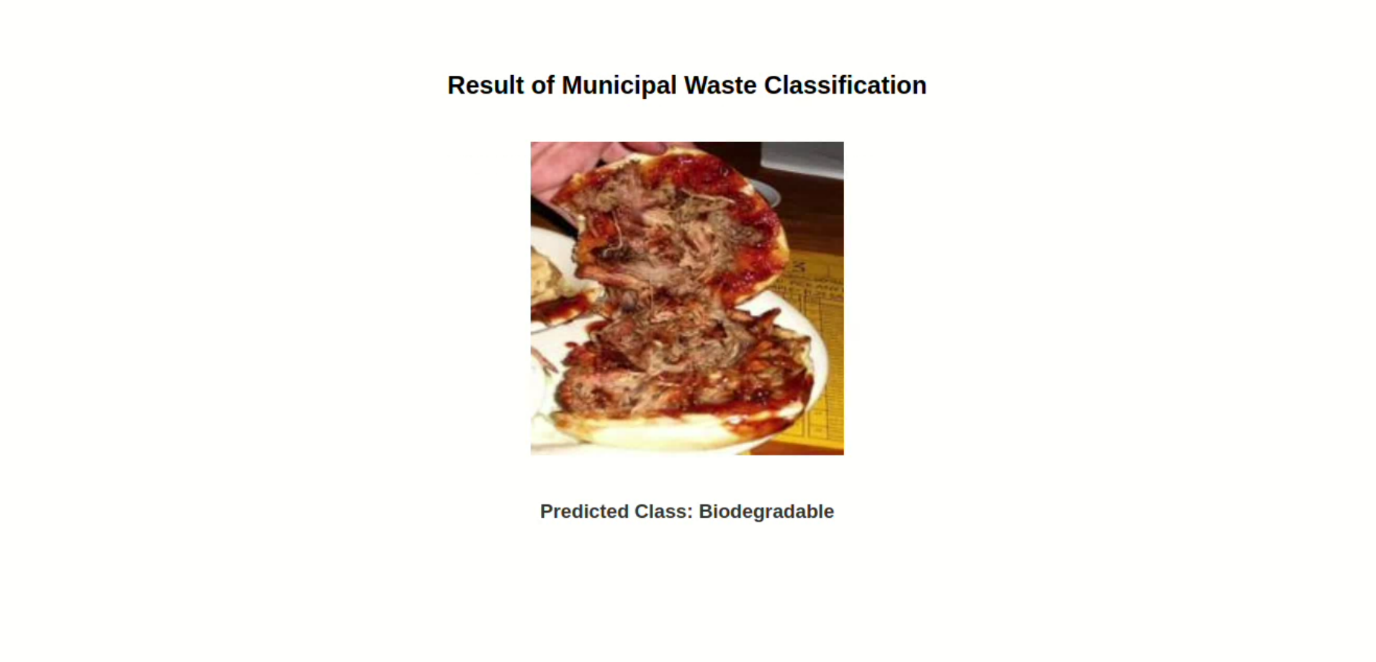 Result of Municipal Waste Classification
Predicted Class: Biodegradable